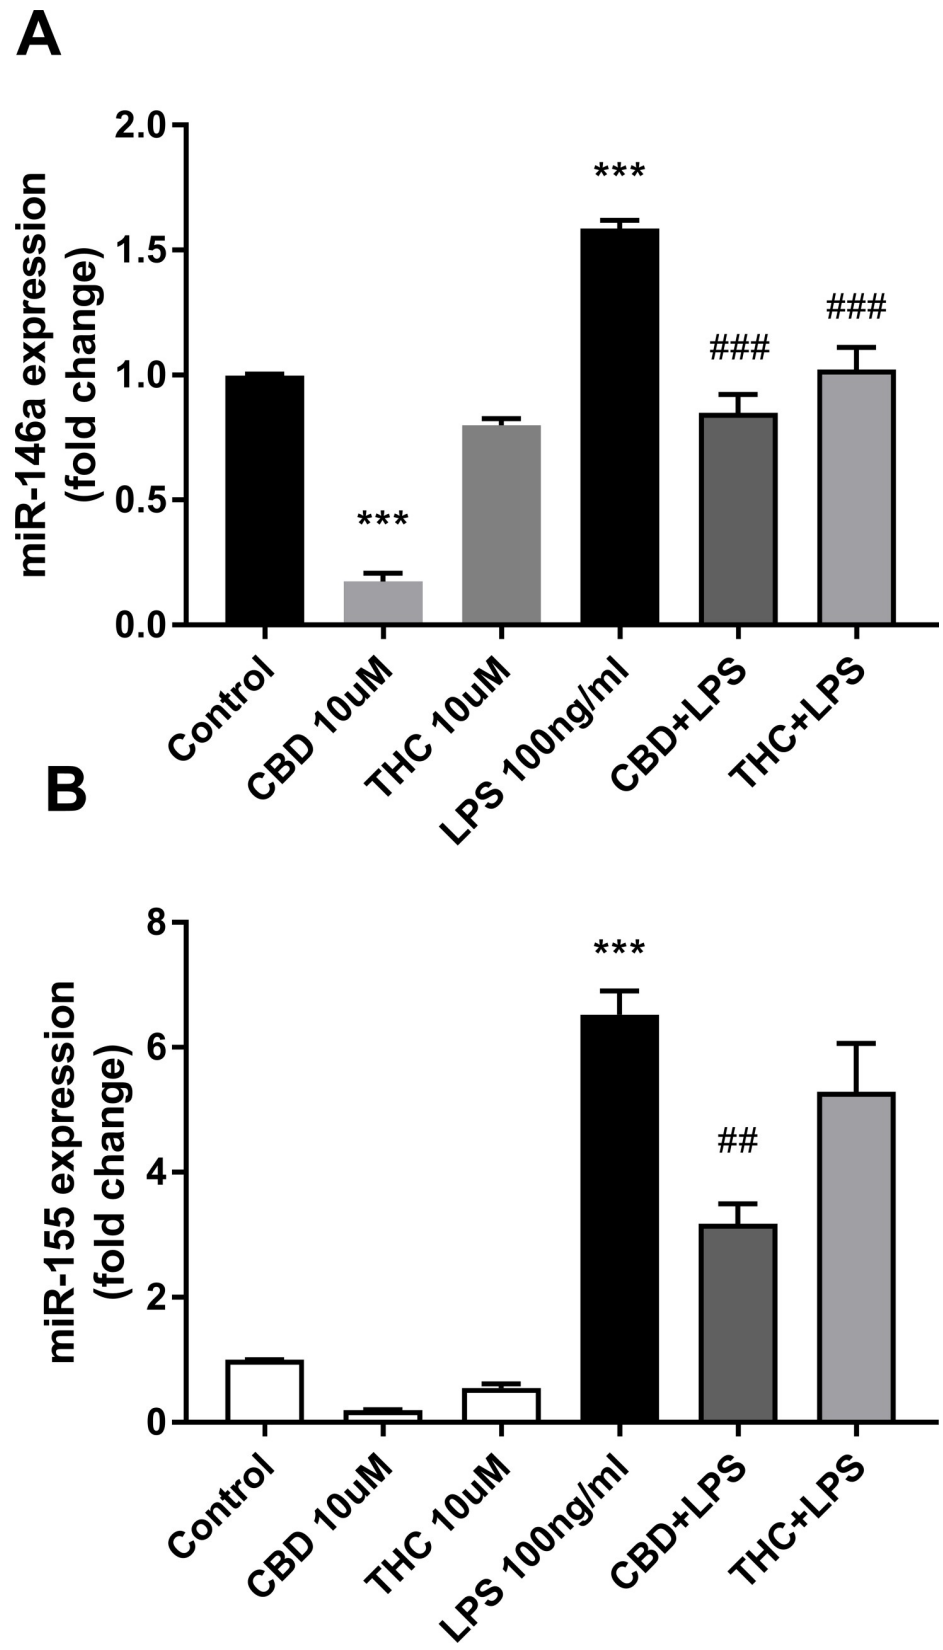 A
miR-146a expression
(fold change)
2.0
1.5
1.0
0.5
0.0
***
***
###
###
Control
CBD 10uM
THC 10uM
LPS 100ng/ml
CBD+LPS
THC+LPS
B
miR-155 expression
(fold change)
8
6
4
2
0
***
##
Control
CBD 10uM
THC 10uM
LPS 100ng/ml
CBD+LPS
THC+LPS